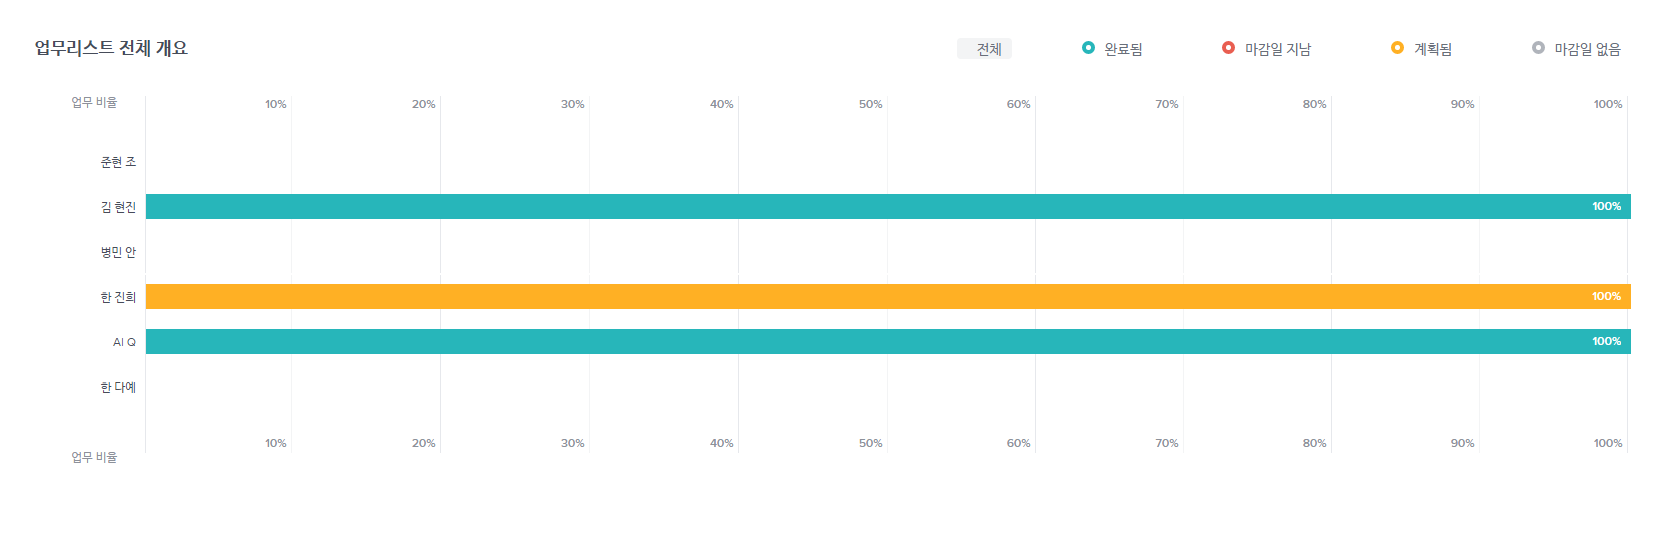 업무리스트 전체 개요
전체 완료됨 마감일 지남 계획됨 마감일 없음
업무 비율 10% 20% 30% 40% 50% 60% 70% 80% 90% 100%
준현 조
김 현진 100%
병민 안
한 진희 100%
AI Q 100%
한 다예
10% 20% 30% 40% 50% 60% 70% 80% 90% 100%
업무 비율